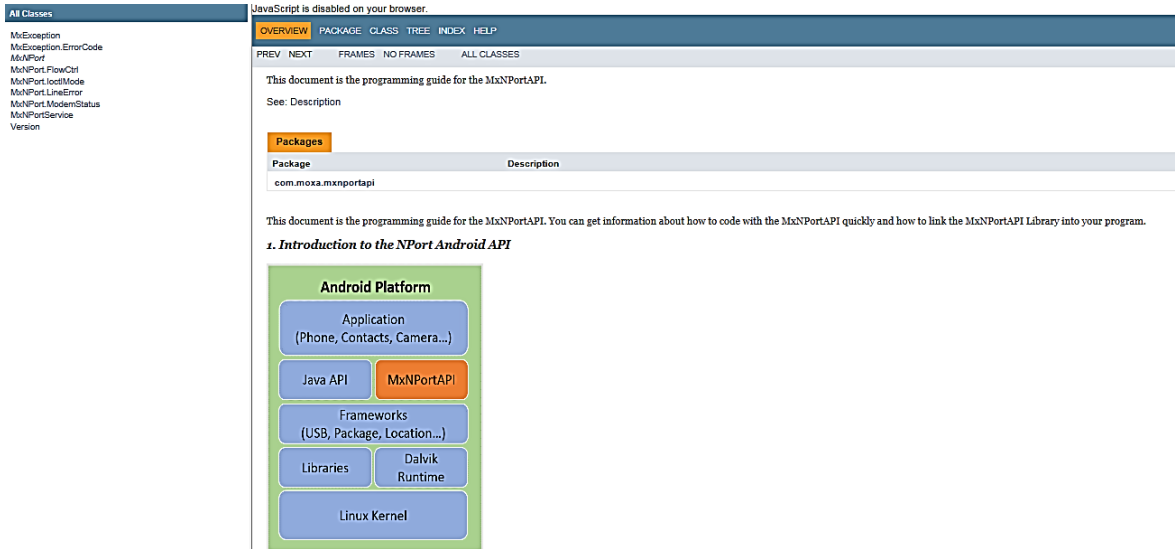 All Classes
MxException
MxException.ErrorCode
MxNPort
MxNPort.FlowCtrl
MxNPort.IoctlMode
MxNPort.LineError
MxNPort.ModemStatus
MxNPortService
Version
JavaScript is disabled on your browser.
OVERVIEW PACKAGE CLASS TREE INDEX HELP
PREV NEXT FRAMES NO FRAMES ALL CLASSES
This document is the programming guide for the MxNPortAPI.
See: Description
Packages
Package Description
com.moxa.mxnportapi
This document is the programming guide for the MxNPortAPI. You can get information about how to code with the MxNPortAPI quickly and how to link the MxNPortAPI Library into your program.
1. Introduction to the NPort Android API
Android Platform
Application
(Phone, Contacts, Camera...)
Java API MxNPortAPI
Frameworks
(USB, Package, Location...)
Libraries Dalvik
Runtime
Linux Kernel